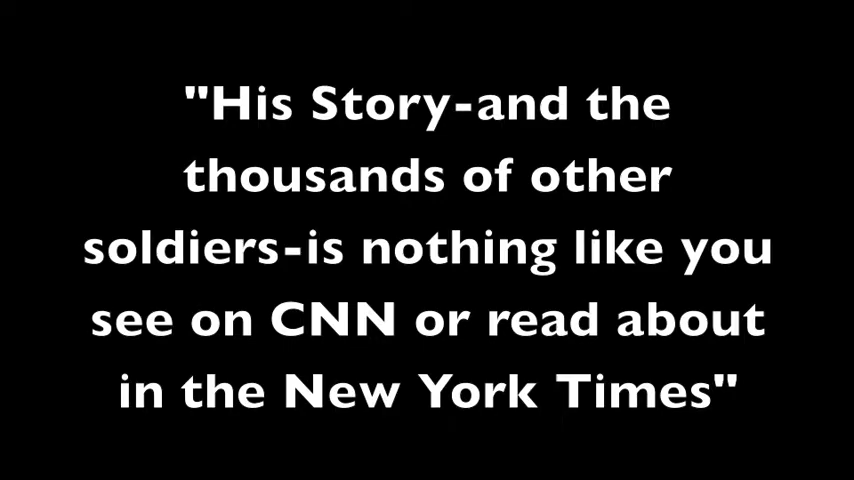 "His Story-and the
thousands of other
soldiers-is nothing like you
see on CNN or read about
in the New York Times"